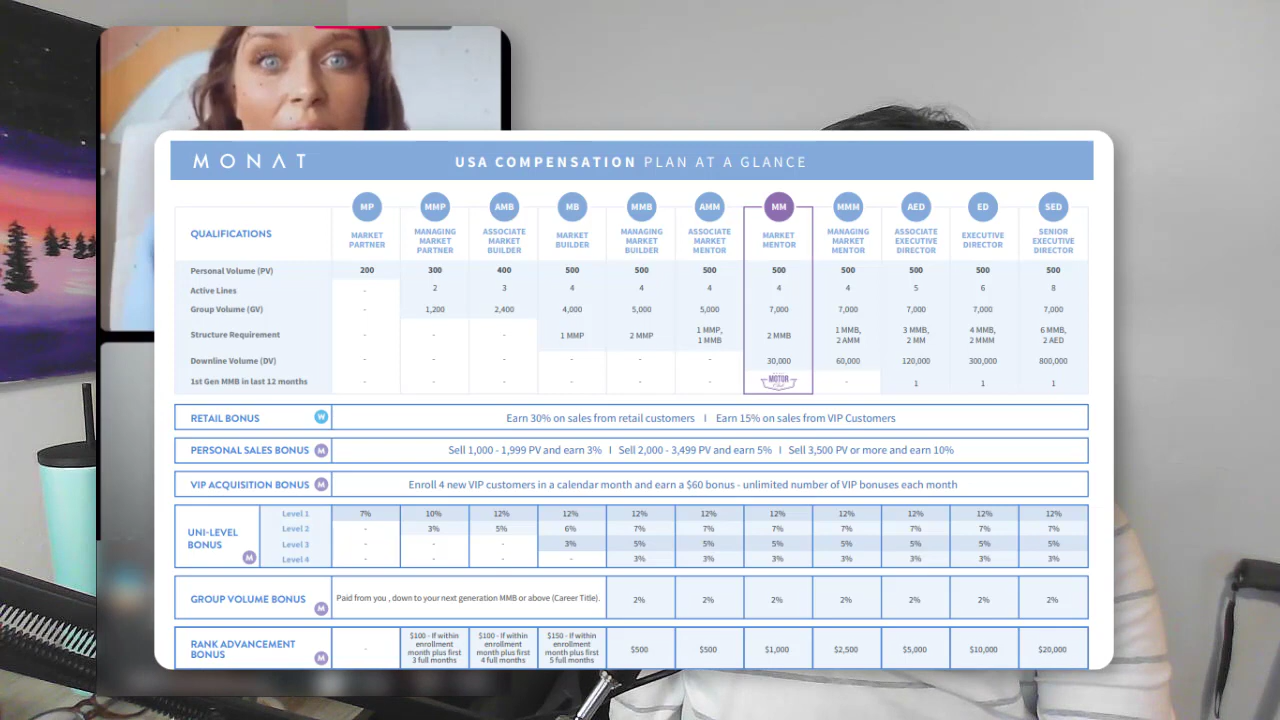 MONAT
USA COMPENSATION PLAN AT A GLANCE
MP MMP AMB MB MMB AMM MM MMM AED ED SED
QUALIFICATIONS
MARKET PARTNER
MANAGING MARKET PARTNER
ASSOCIATE MARKET BUILDER
MARKET BUILDER
MANAGING MARKET BUILDER
ASSOCIATE MARKET MENTOR
MARKET MENTOR
MANAGING MARKET MENTOR
ASSOCIATE EXECUTIVE DIRECTOR
EXECUTIVE DIRECTOR
SENIOR EXECUTIVE DIRECTOR
Personal Volume (PV) 200 300 400 500 500 500 500 500 500 500 500
Active Lines - 2 3 4 4 4 4 4 5 6 8
Group Volume (GV) - 1,200 2,400 4,000 5,000 5,000 7,000 7,000 7,000 7,000 7,000
Structure Requirement - - - 1 MMP 2 MMP 1 MMP, 1 MMB 2 MMB 1 MMB, 2 AMM 3 MMB, 2 MM 4 MMB, 2 MMM 6 MMB, 2 AED
Downline Volume (DV) - - - - - - 30,000 60,000 120,000 300,000 800,000
1st Gen MMB in last 12 months - - - - - - MOTOR - 1 1 1
RETAIL BONUS W Earn 30% on sales from retail customers | Earn 15% on sales from VIP Customers
PERSONAL SALES BONUS M Sell 1,000 - 1,999 PV and earn 3% | Sell 2,000 - 3,499 PV and earn 5% | Sell 3,500 PV or more and earn 10%
VIP ACQUISITION BONUS M Enroll 4 new VIP customers in a calendar month and earn a $60 bonus - unlimited number of VIP bonuses each month
UNI-LEVEL BONUS M
Level 1 7% 10% 12% 12% 12% 12% 12% 12% 12% 12% 12%
Level 2 - 3% 5% 6% 7% 7% 7% 7% 7% 7% 7%
Level 3 - - - 3% 5% 5% 5% 5% 5% 5% 5%
Level 4 - - - - 3% 3% 3% 3% 3% 3% 3%
GROUP VOLUME BONUS M Paid from you , down to your next generation MMB or above (Career Title). 2% 2% 2% 2% 2% 2% 2%
RANK ADVANCEMENT BONUS M
-
$100 - If within enrollment month plus first 3 full months
$100 - If within enrollment month plus first 4 full months
$150 - If within enrollment month plus first 5 full months
$500 $500 $1,000 $2,500 $5,000 $10,000 $20,000